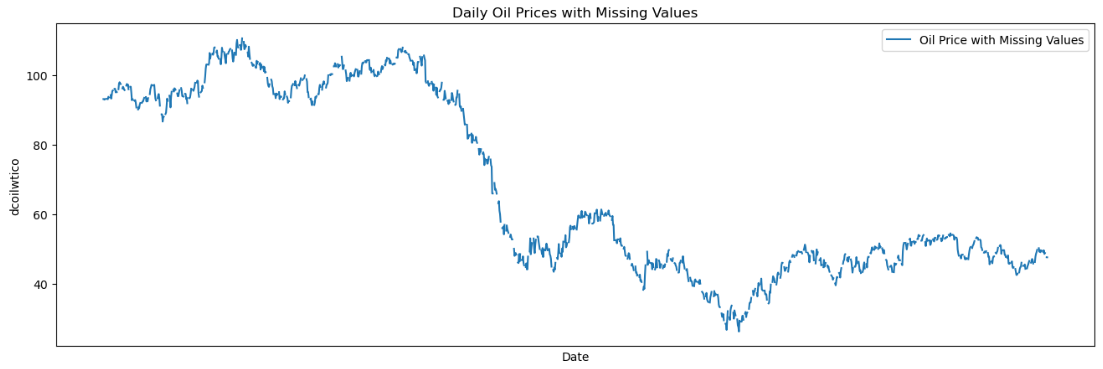 Daily Oil Prices with Missing Values
Oil Price with Missing Values
100
80
60
40
dcoilwtico
Date